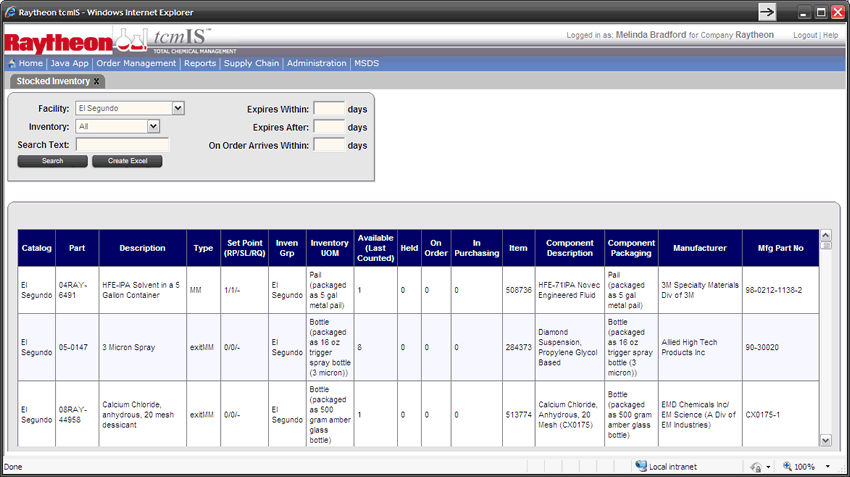 Raytheon tcmIS - Windows Internet Explorer
Raytheon tcmIS™
TOTAL CHEMICAL MANAGEMENT
Logged in as: Melinda Bradford for Company Raytheon Logout | Help
Home | Java App | Order Management | Reports | Supply Chain | Administration | MSDS
Stocked Inventory x
Facility: El Segundo Expires Within: days
Inventory: All Expires After: days
Search Text: On Order Arrives Within: days
Search Create Excel
Catalog Part Description Type Set Point (RP/SL/RQ) Inven Grp Inventory UOM Available (Last Counted) Held On Order In Purchasing Item Component Description Component Packaging Manufacturer Mfg Part No
El Segundo 04RAY-6491 HFE-IPA Solvent in a 5 Gallon Container MM 1/1/- El Segundo Pail (packaged as 5 gal metal pail) 1 0 0 0 508736 HFE-71IPA Novec Engineered Fluid Pail (packaged as 5 gal metal pail) 3M Specialty Materials Div of 3M 98-0212-1138-2
El Segundo 05-0147 3 Micron Spray exitMM 0/0/- El Segundo Bottle (packaged as 16 oz trigger spray bottle (3 micron)) 8 0 0 0 284373 Diamond Suspension, Propylene Glycol Based Bottle (packaged as 16 oz trigger spray bottle (3 micron)) Allied High Tech Products Inc 90-30020
El Segundo 08RAY-44958 Calcium Chloride, anhydrous, 20 mesh dessicant exitMM 0/0/- El Segundo Bottle (packaged as 500 gram amber glass bottle) 1 0 0 0 513774 Calcium Chloride, Anhydrous, 20 Mesh (CX0175) Bottle (packaged as 500 gram amber glass bottle) EMD Chemicals Inc/ EM Science (A Div of EM Industries) CX0175-1
Done Local intranet 100%